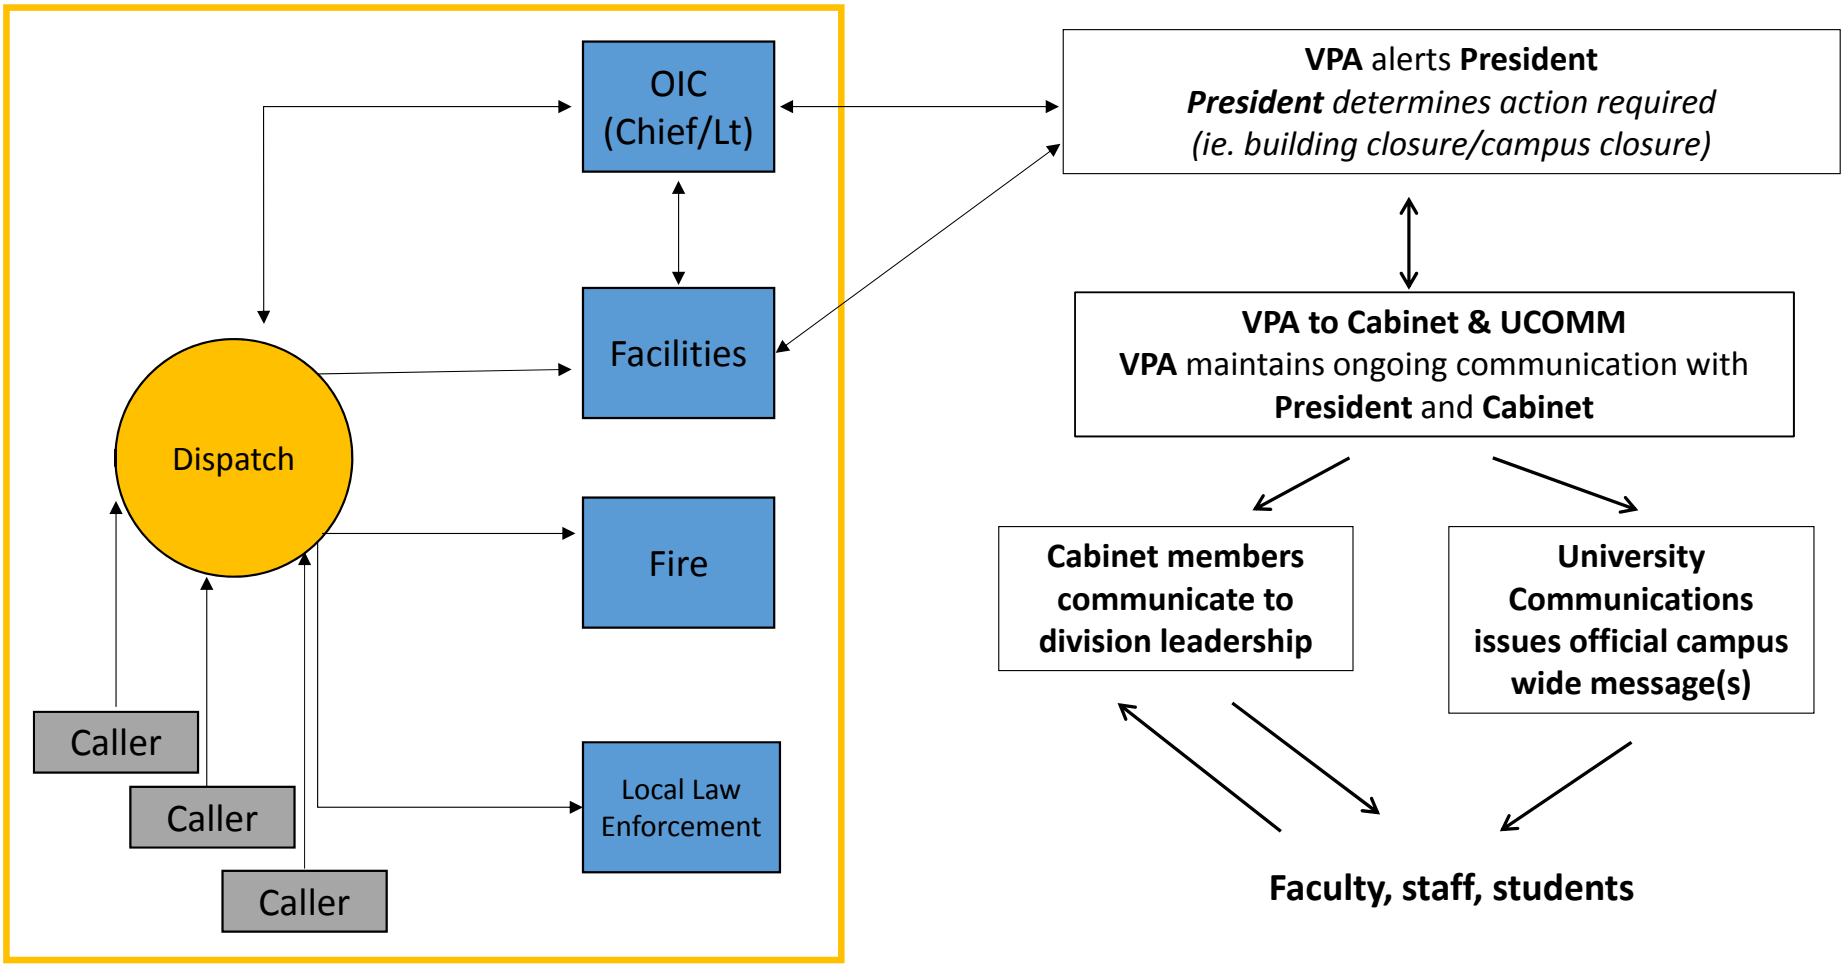 OIC
(Chief/Lt)
Facilities
Dispatch
Fire
Local Law
Enforcement
Caller
Caller
Caller
VPA alerts President
President determines action required
(ie. building closure/campus closure)
VPA to Cabinet & UCOMM
VPA maintains ongoing communication with
President and Cabinet
Cabinet members
communicate to
division leadership
University
Communications
issues official campus
wide message(s)
Faculty, staff, students